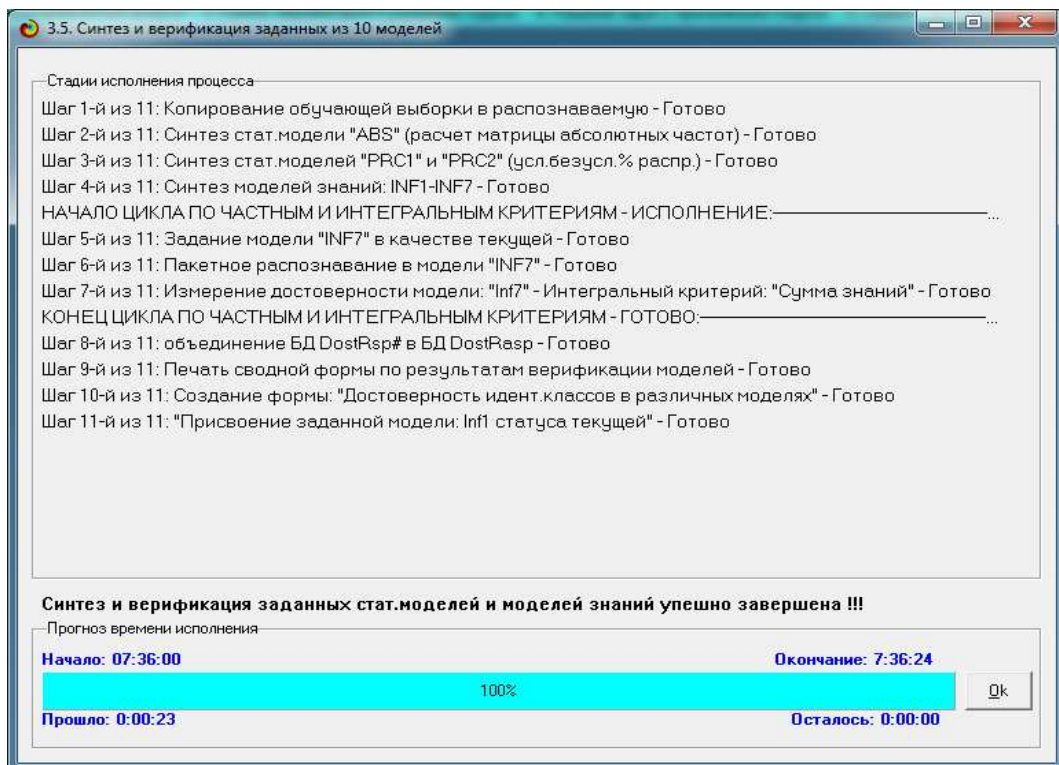 3.5. Синтез и верификация заданных из 10 моделей
Стадии исполнения процесса
Шаг 1-й из 11: Копирование обучающей выборки в распознаваемую - Готово
Шаг 2-й из 11: Синтез стат.модели "ABS" (расчет матрицы абсолютных частот) - Готово
Шаг 3-й из 11: Синтез стат.моделей "PRC1" и "PRC2" (усл.безусл.% распр.) - Готово
Шаг 4-й из 11: Синтез моделей знаний: INF1-INF7 - Готово
НАЧАЛО ЦИКЛА ПО ЧАСТНЫМ И ИНТЕГРАЛЬНЫМ КРИТЕРИЯМ - ИСПОЛНЕНИЕ:—————————...
Шаг 5-й из 11: Задание модели "INF7" в качестве текущей - Готово
Шаг 6-й из 11: Пакетное распознавание в модели "INF7" - Готово
Шаг 7-й из 11: Измерение достоверности модели: "Inf7" - Интегральный критерий: "Сумма знаний" - Готово
КОНЕЦ ЦИКЛА ПО ЧАСТНЫМ И ИНТЕГРАЛЬНЫМ КРИТЕРИЯМ - ГОТОВО:—————————...
Шаг 8-й из 11: объединение БД DostRsp# в БД DostRasp - Готово
Шаг 9-й из 11: Печать сводной формы по результатам верификации моделей - Готово
Шаг 10-й из 11: Создание формы: "Достоверность идент.классов в различных моделях" - Готово
Шаг 11-й из 11: "Присвоение заданной модели: Inf1 статуса текущей" - Готово
Синтез и верификация заданных стат.моделей и моделей знаний упешно завершена !!!
Прогноз времени исполнения
Начало: 07:36:00 Окончание: 7:36:24
100% Ok
Прошло: 0:00:23 Осталось: 0:00:00